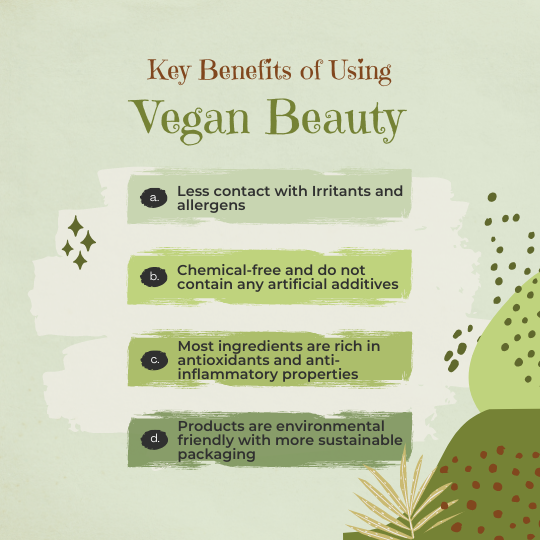 Key Benefits of Using
Vegan Beauty
a. Less contact with Irritants and
allergens
b. Chemical-free and do not
contain any artificial additives
c. Most ingredients are rich in
antioxidants and anti-
inflammatory properties
d. Products are environmental
friendly with more sustainable
packaging